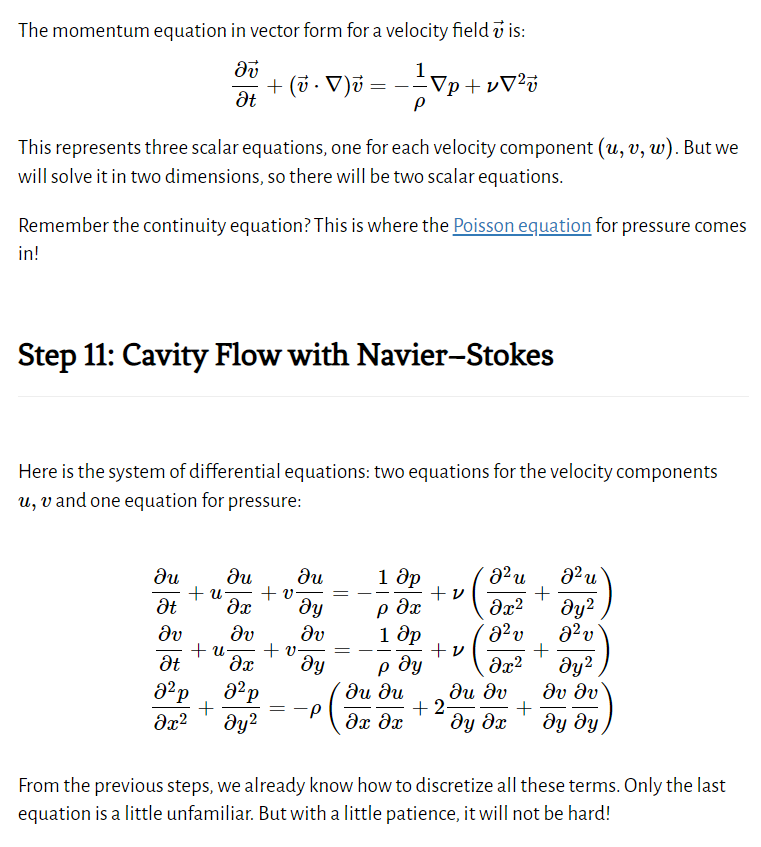 The momentum equation in vector form for a velocity field $\vec{v}$ is:
$$\frac{\partial \vec{v}}{\partial t} + (\vec{v} \cdot \nabla)\vec{v} = -\frac{1}{\rho}\nabla p + \nu \nabla^2 \vec{v}$$
This represents three scalar equations, one for each velocity component $(u, v, w)$. But we
will solve it in two dimensions, so there will be two scalar equations.
Remember the continuity equation? This is where the Poisson equation for pressure comes
in!
Step 11: Cavity Flow with Navier–Stokes
Here is the system of differential equations: two equations for the velocity components
$u, v$ and one equation for pressure:
$$\frac{\partial u}{\partial t} + u\frac{\partial u}{\partial x} + v\frac{\partial u}{\partial y} = -\frac{1}{\rho}\frac{\partial p}{\partial x} + \nu\left(\frac{\partial^2 u}{\partial x^2} + \frac{\partial^2 u}{\partial y^2}\right)$$
$$\frac{\partial v}{\partial t} + u\frac{\partial v}{\partial x} + v\frac{\partial v}{\partial y} = -\frac{1}{\rho}\frac{\partial p}{\partial y} + \nu\left(\frac{\partial^2 v}{\partial x^2} + \frac{\partial^2 v}{\partial y^2}\right)$$
$$\frac{\partial^2 p}{\partial x^2} + \frac{\partial^2 p}{\partial y^2} = -\rho\left(\frac{\partial u}{\partial x}\frac{\partial u}{\partial x} + 2\frac{\partial u}{\partial y}\frac{\partial v}{\partial x} + \frac{\partial v}{\partial y}\frac{\partial v}{\partial y}\right)$$
From the previous steps, we already know how to discretize all these terms. Only the last
equation is a little unfamiliar. But with a little patience, it will not be hard!